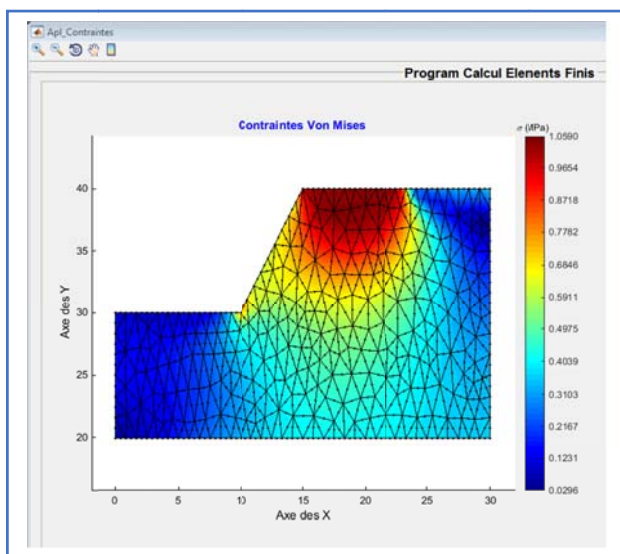 Apl_Contraintes
Program Calcul Elenents Finis
Contraintes Von Mises
σ (MPa)
1.0590
0.9654
0.8718
0.7782
0.6846
0.5911
0.4975
0.4039
0.3103
0.2167
0.1231
0.0296
Axe des Y
40
35
30
25
20
0 5 10 15 20 25 30
Axe des X